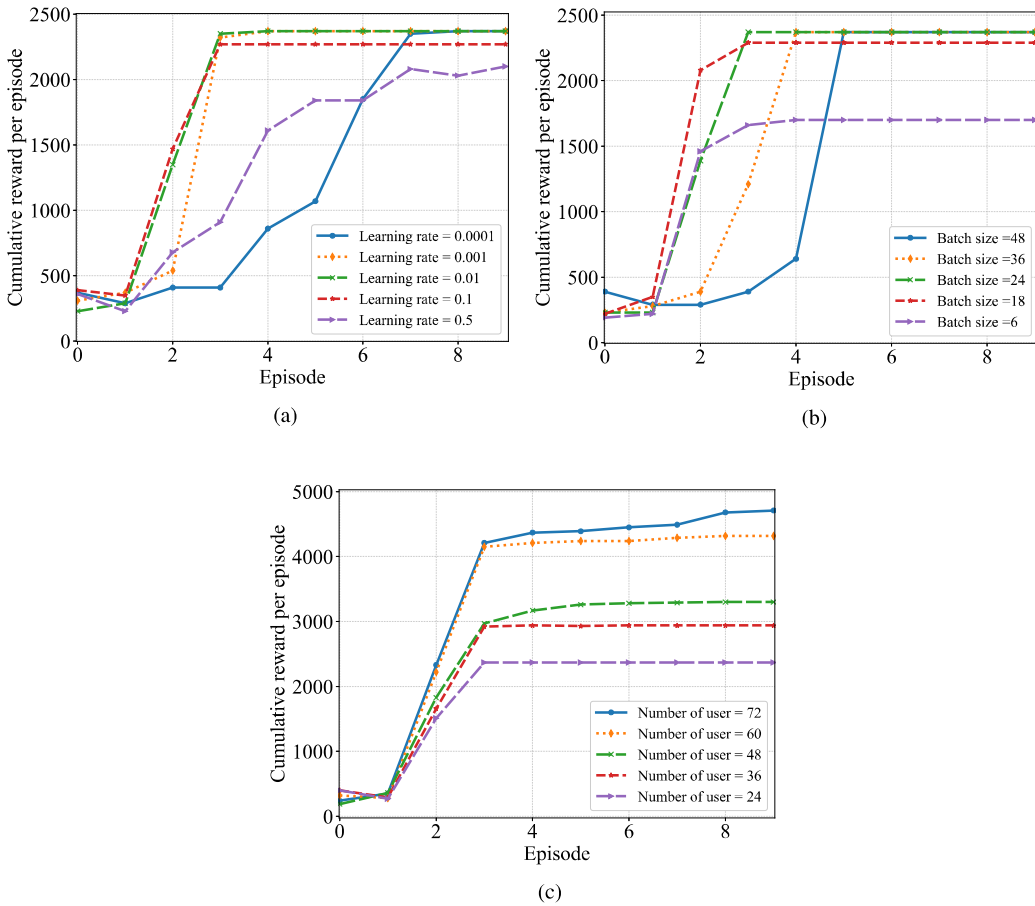 2500
2000
1500
1000
500
0
0 2 4 6 8
Cumulative reward per episode
Episode
Learning rate = 0.0001
Learning rate = 0.001
Learning rate = 0.01
Learning rate = 0.1
Learning rate = 0.5
(a)
2500
2000
1500
1000
500
0
0 2 4 6 8
Cumulative reward per episode
Episode
Batch size =48
Batch size =36
Batch size =24
Batch size =18
Batch size =6
(b)
5000
4000
3000
2000
1000
0
0 2 4 6 8
Cumulative reward per episode
Episode
Number of user = 72
Number of user = 60
Number of user = 48
Number of user = 36
Number of user = 24
(c)